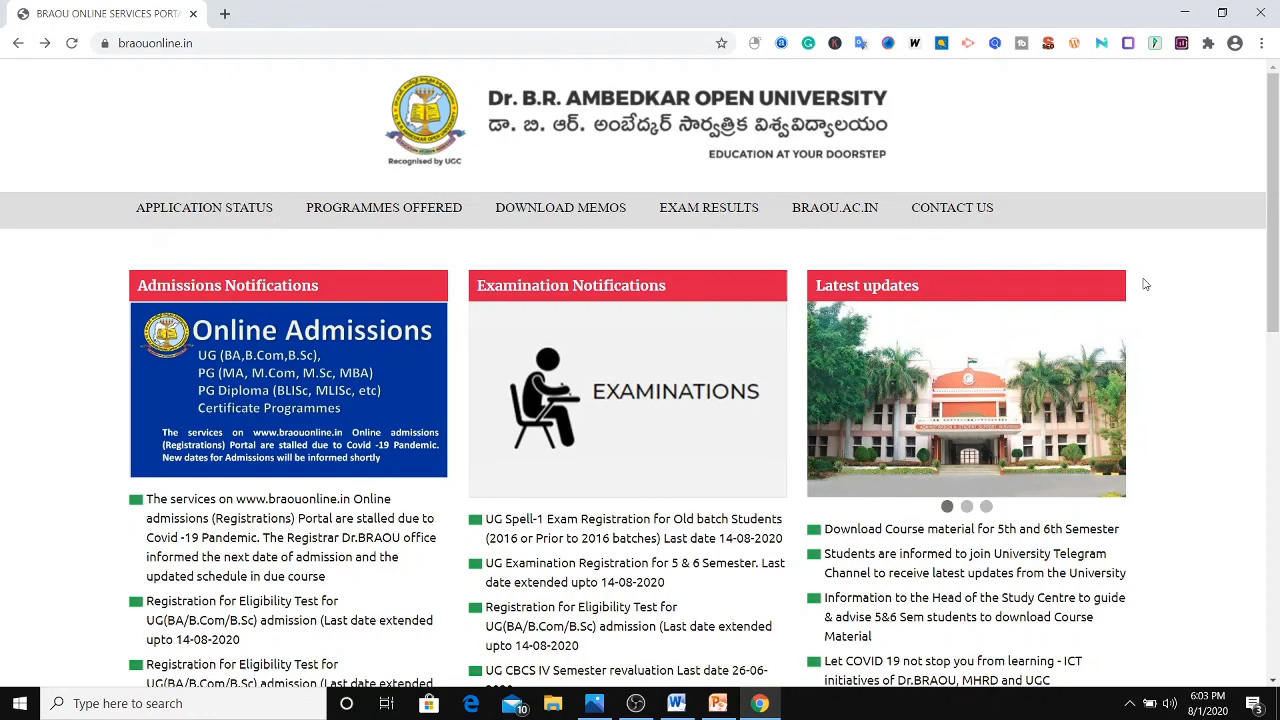 BRAOU ONLINE SERVICES PORTA
braouonline.in
Dr. B.R. AMBEDKAR OPEN UNIVERSITY
డా. బి. ఆర్. అంబేద్కర్ సార్వత్రిక విశ్వవిద్యాలయం
EDUCATION AT YOUR DOORSTEP
Recognised by UGC
APPLICATION STATUS PROGRAMMES OFFERED DOWNLOAD MEMOS EXAM RESULTS BRAOU.AC.IN CONTACT US
Admissions Notifications
Online Admissions
UG (BA,B.Com,B.Sc),
PG (MA, M.Com, M.Sc, MBA)
PG Diploma (BLISc, MLISc, etc)
Certificate Programmes
The services on www.braouonline.in Online admissions
(Registrations) Portal are stalled due to Covid -19 Pandemic.
New dates for Admissions will be informed shortly
The services on www.braouonline.in Online
admissions (Registrations) Portal are stalled due to
Covid -19 Pandemic. The Registrar Dr.BRAOU office
informed the next date of admission and the
updated schedule in due course
Registration for Eligibility Test for
UG(BA/B.Com/B.Sc) admission (Last date extended
upto 14-08-2020
Registration for Eligibility Test for
UG(BA/B.Com/B.Sc) admission (Last date extended
Examination Notifications
EXAMINATIONS
UG Spell-1 Exam Registration for Old batch Students
(2016 or Prior to 2016 batches) Last date 14-08-2020
UG Examination Registration for 5 & 6 Semester. Last
date extended upto 14-08-2020
Registration for Eligibility Test for
UG(BA/B.Com/B.Sc) admission (Last date extended
upto 14-08-2020
UG CBCS IV Semester revaluation Last date 26-06-
Latest updates
Download Course material for 5th and 6th Semester
Students are informed to join University Telegram
Channel to receive latest updates from the University
Information to the Head of the Study Centre to guide
& advise 5&6 Sem students to download Course
Material
Let COVID 19 not stop you from learning - ICT
initiatives of Dr.BRAOU, MHRD and UGC
Type here to search
10
6:03 PM
8/1/2020
3